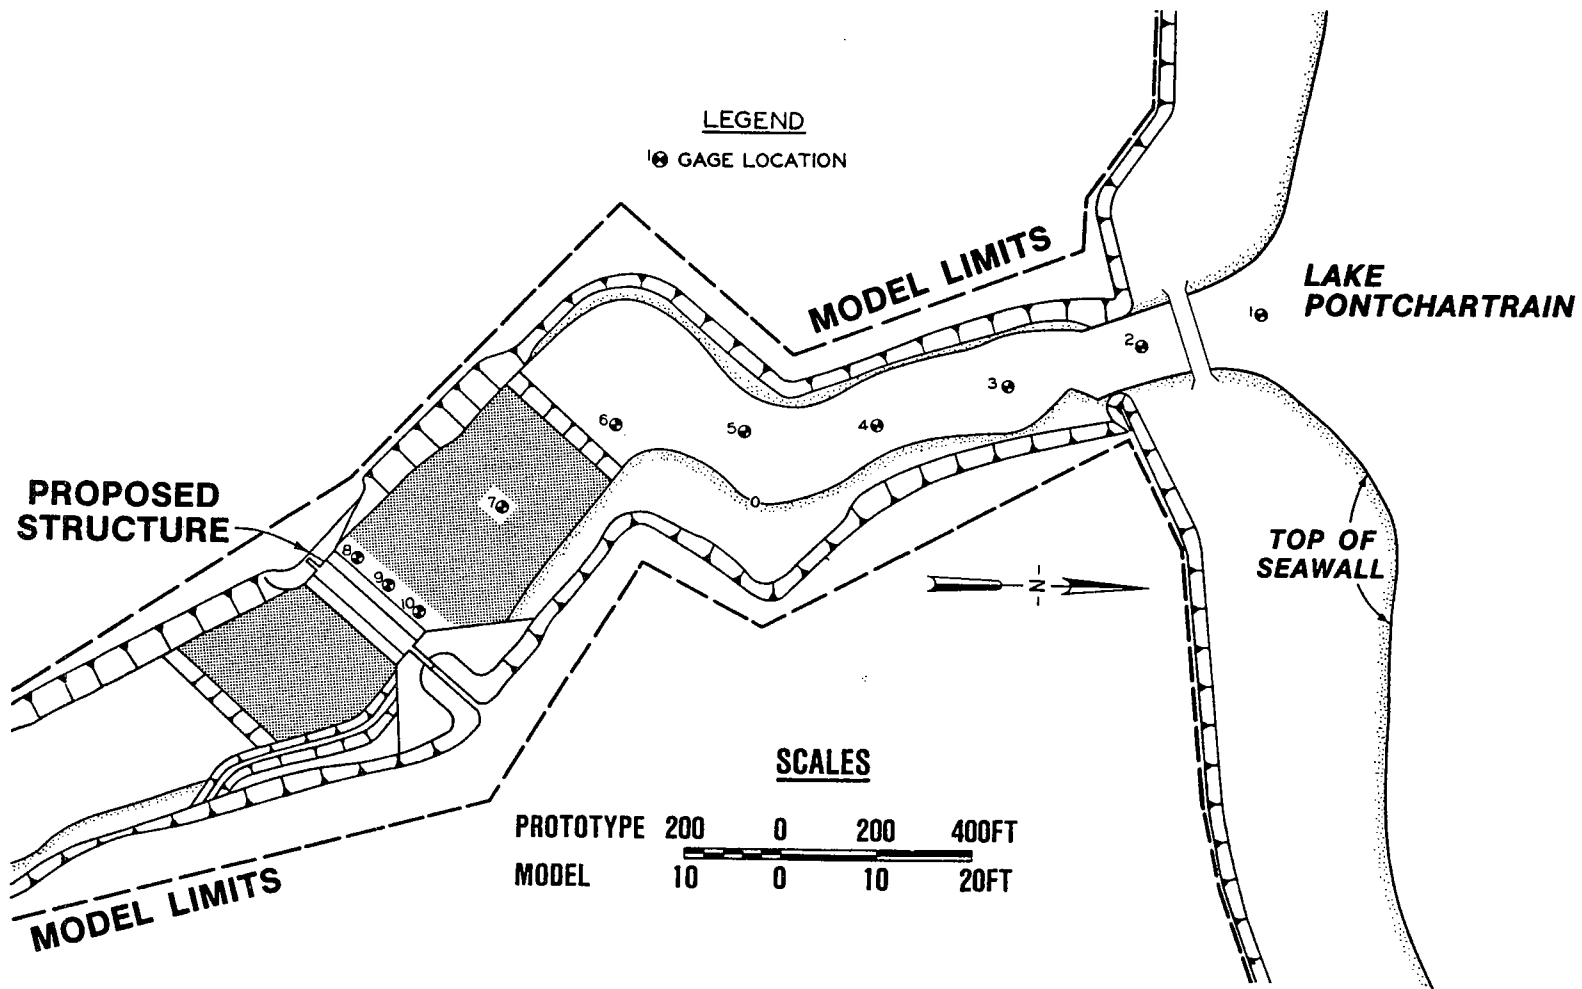 LEGEND
1 GAGE LOCATION
MODEL LIMITS
LAKE
PONTCHARTRAIN
1
2
3
4
5
6
7
8
9
10
0
PROPOSED
STRUCTURE
TOP OF
SEAWALL
-N-
SCALES
PROTOTYPE 200 0 200 400FT
MODEL 10 0 10 20FT
MODEL LIMITS